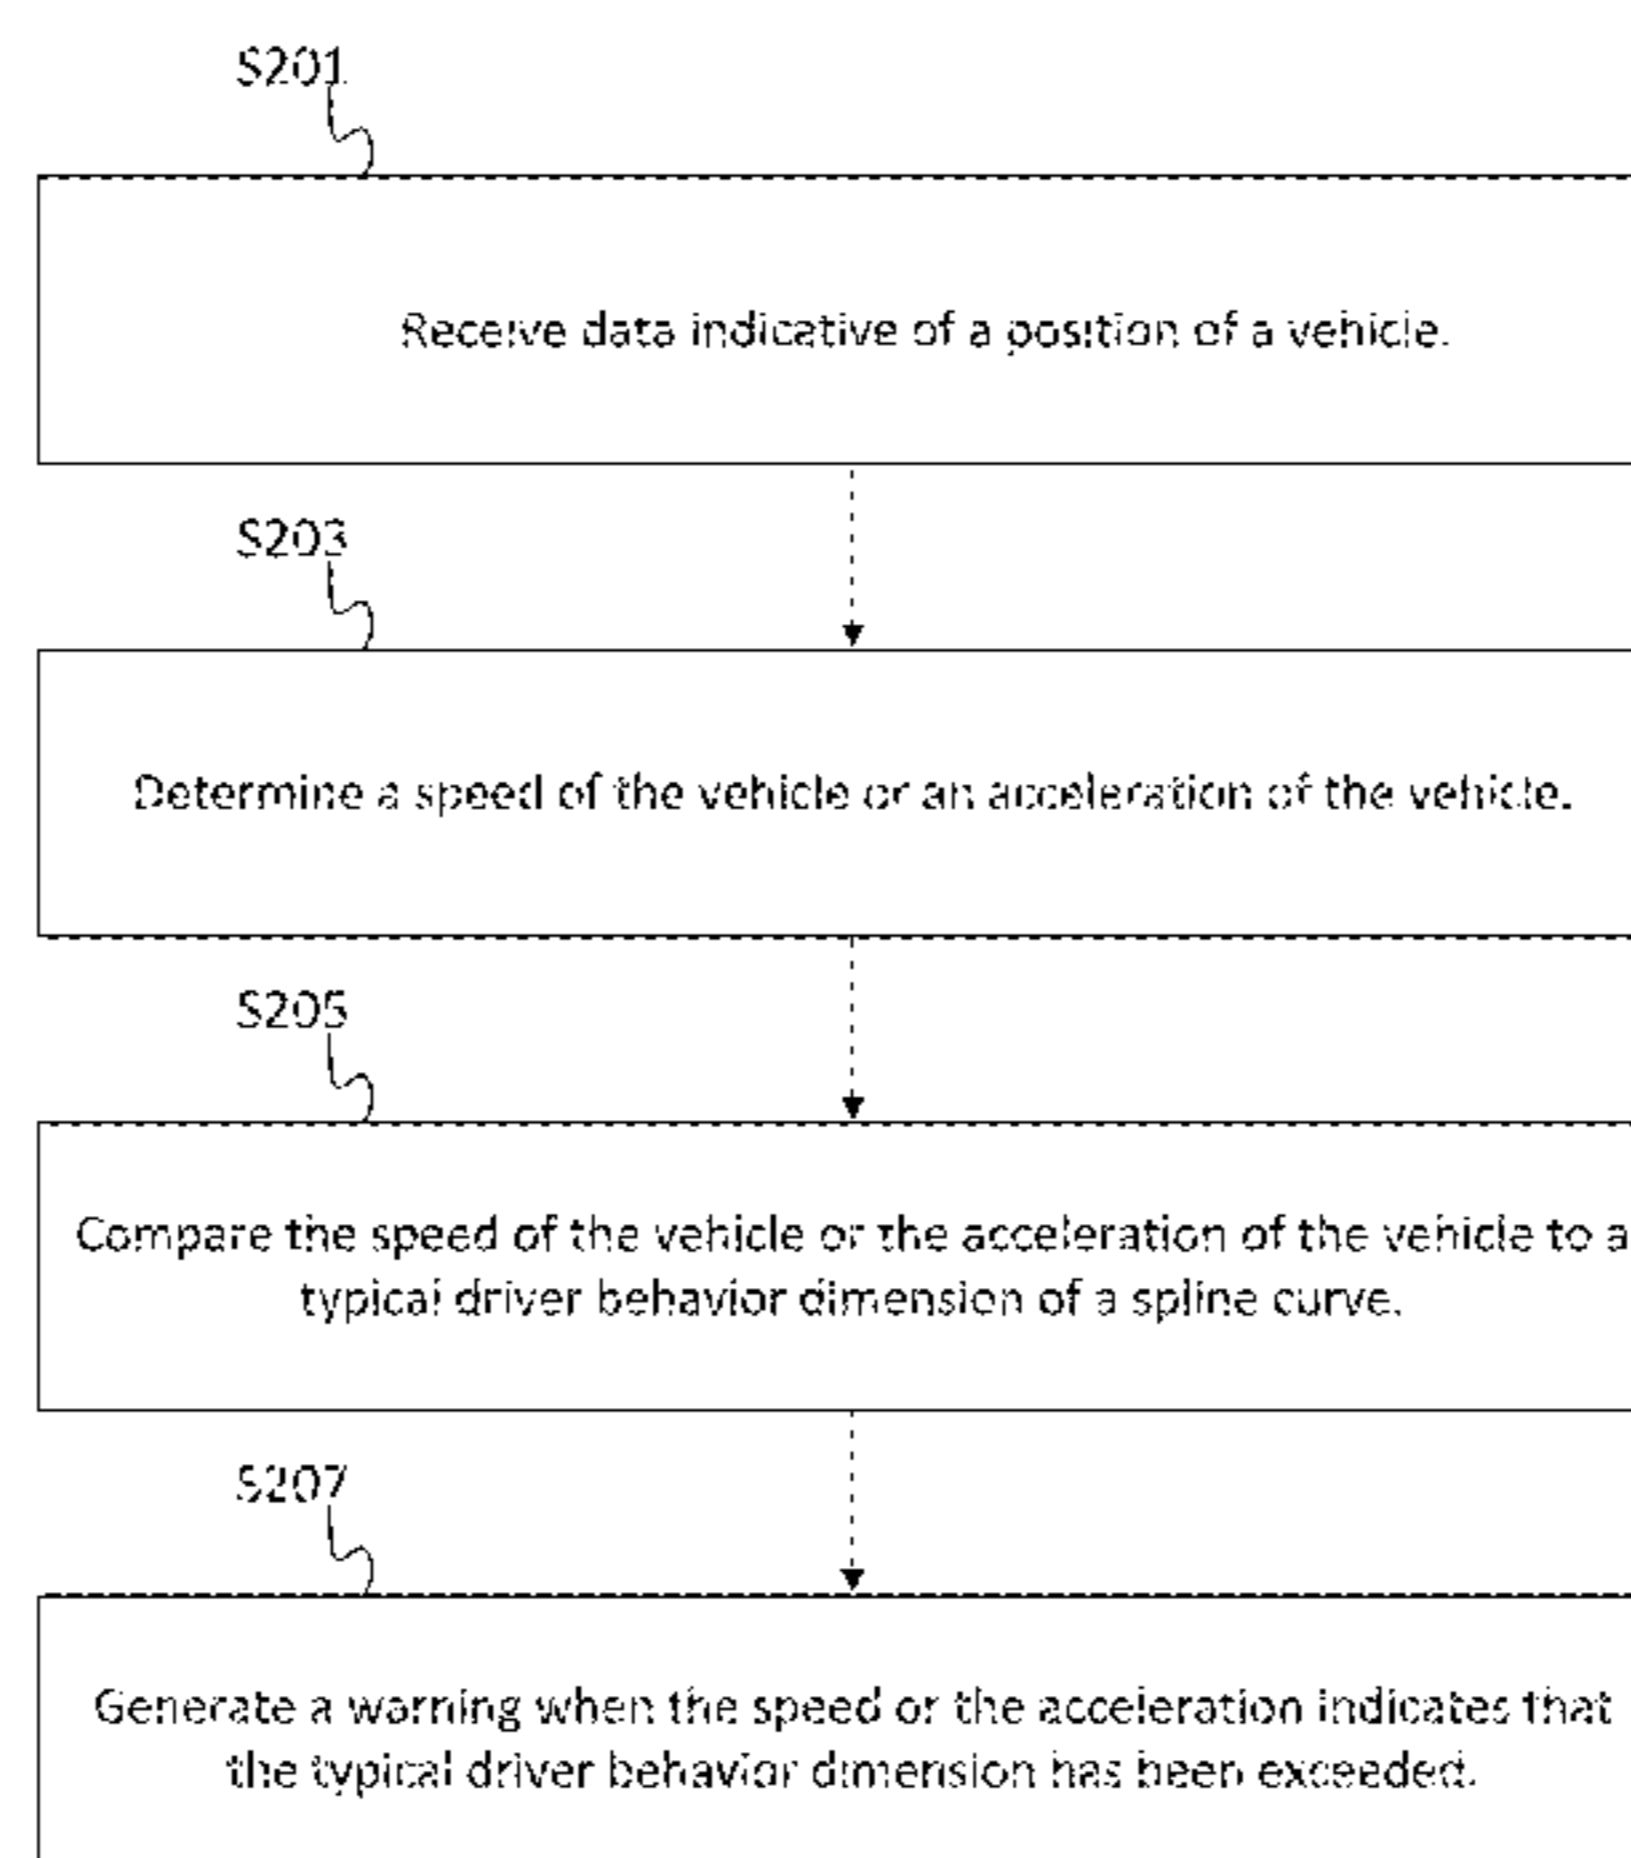 S201
Receive data indicative of a position of a vehicle.
S203
Determine a speed of the vehicle or an acceleration of the vehicle.
S205
Compare the speed of the vehicle or the acceleration of the vehicle to a
typical driver behavior dimension of a spline curve.
S207
Generate a warning when the speed or the acceleration indicates that
the typical driver behavior dimension has been exceeded.